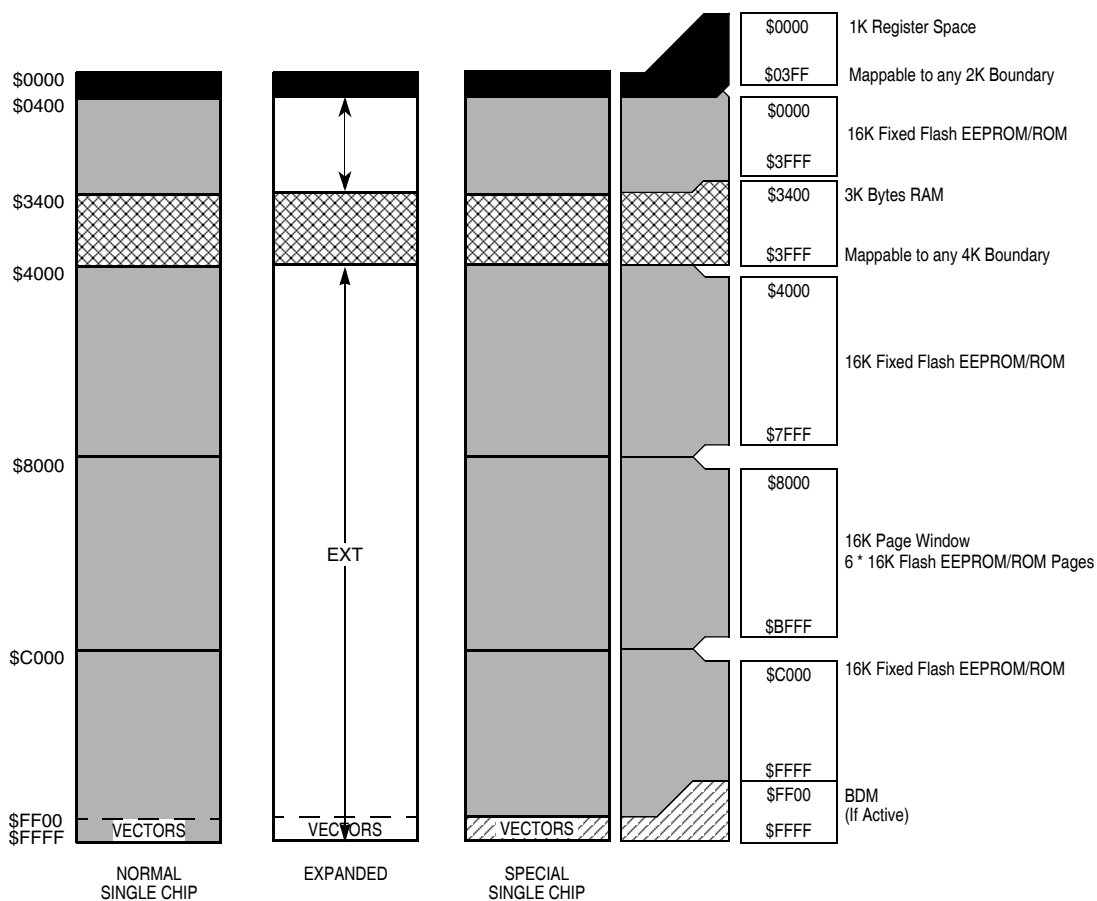 $0000
$0400
$3400
$4000
$8000
$C000
$FF00
$FFFF
EXT
VECTORS
VECTORS
VECTORS
NORMAL
SINGLE CHIP
EXPANDED
SPECIAL
SINGLE CHIP
$0000
1K Register Space
$03FF
Mappable to any 2K Boundary
$0000
16K Fixed Flash EEPROM/ROM
$3FFF
$3400
3K Bytes RAM
$3FFF
Mappable to any 4K Boundary
$4000
16K Fixed Flash EEPROM/ROM
$7FFF
$8000
16K Page Window
6 * 16K Flash EEPROM/ROM Pages
$BFFF
$C000
16K Fixed Flash EEPROM/ROM
$FFFF
$FF00
BDM
(If Active)
$FFFF